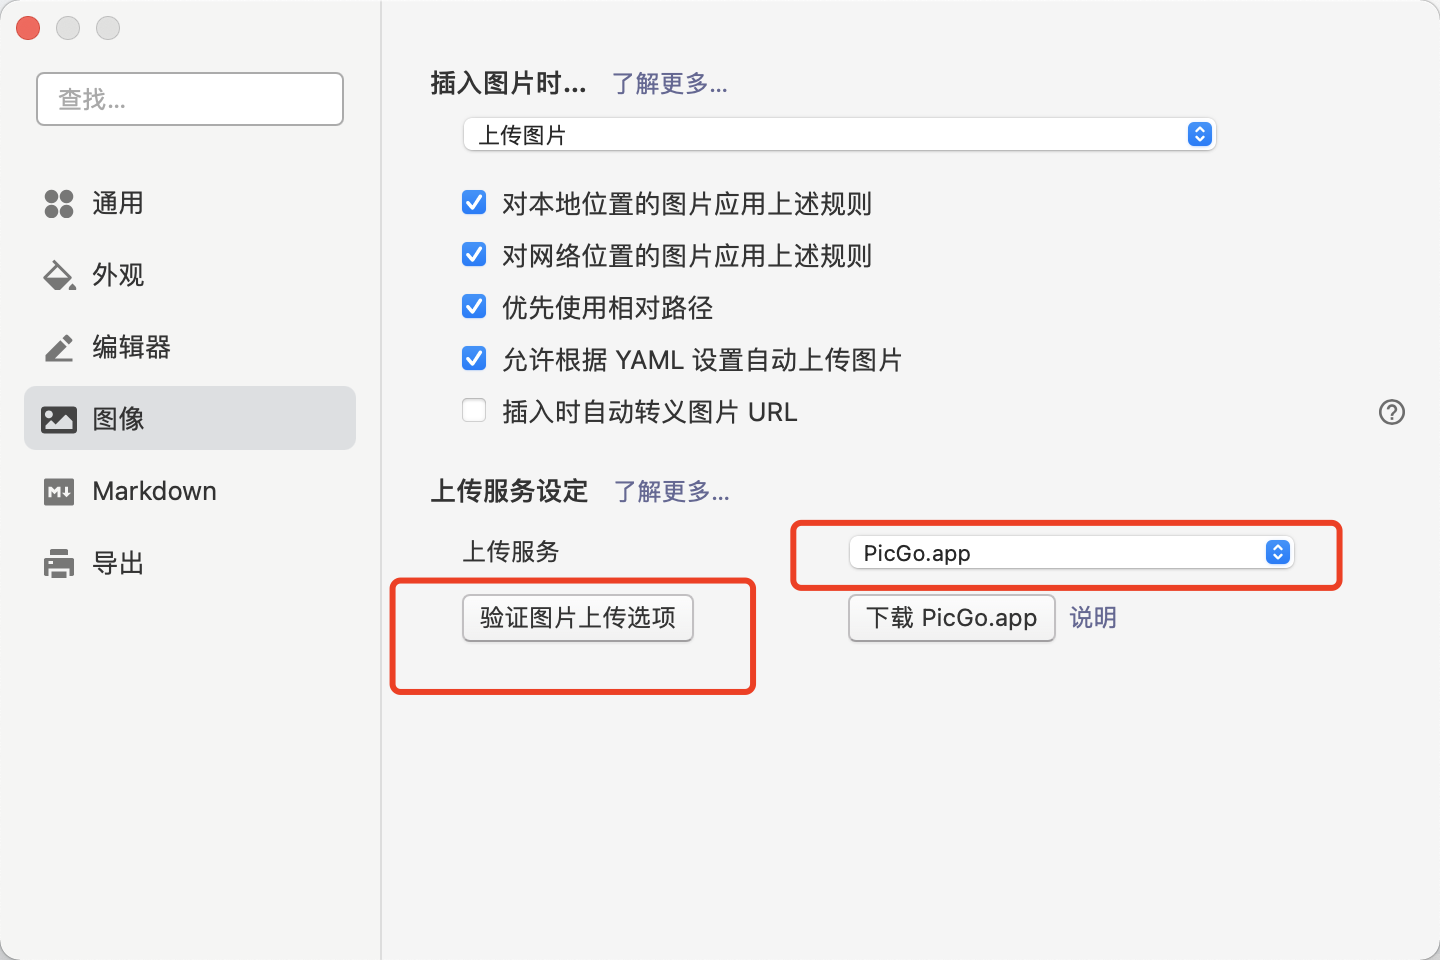 查找...
通用
外观
编辑器
图像
Markdown
导出
插入图片时... 了解更多...
上传图片
对本地位置的图片应用上述规则
对网络位置的图片应用上述规则
优先使用相对路径
允许根据 YAML 设置自动上传图片
插入时自动转义图片 URL
上传服务设定 了解更多...
上传服务 PicGo.app
验证图片上传选项 下载 PicGo.app 说明